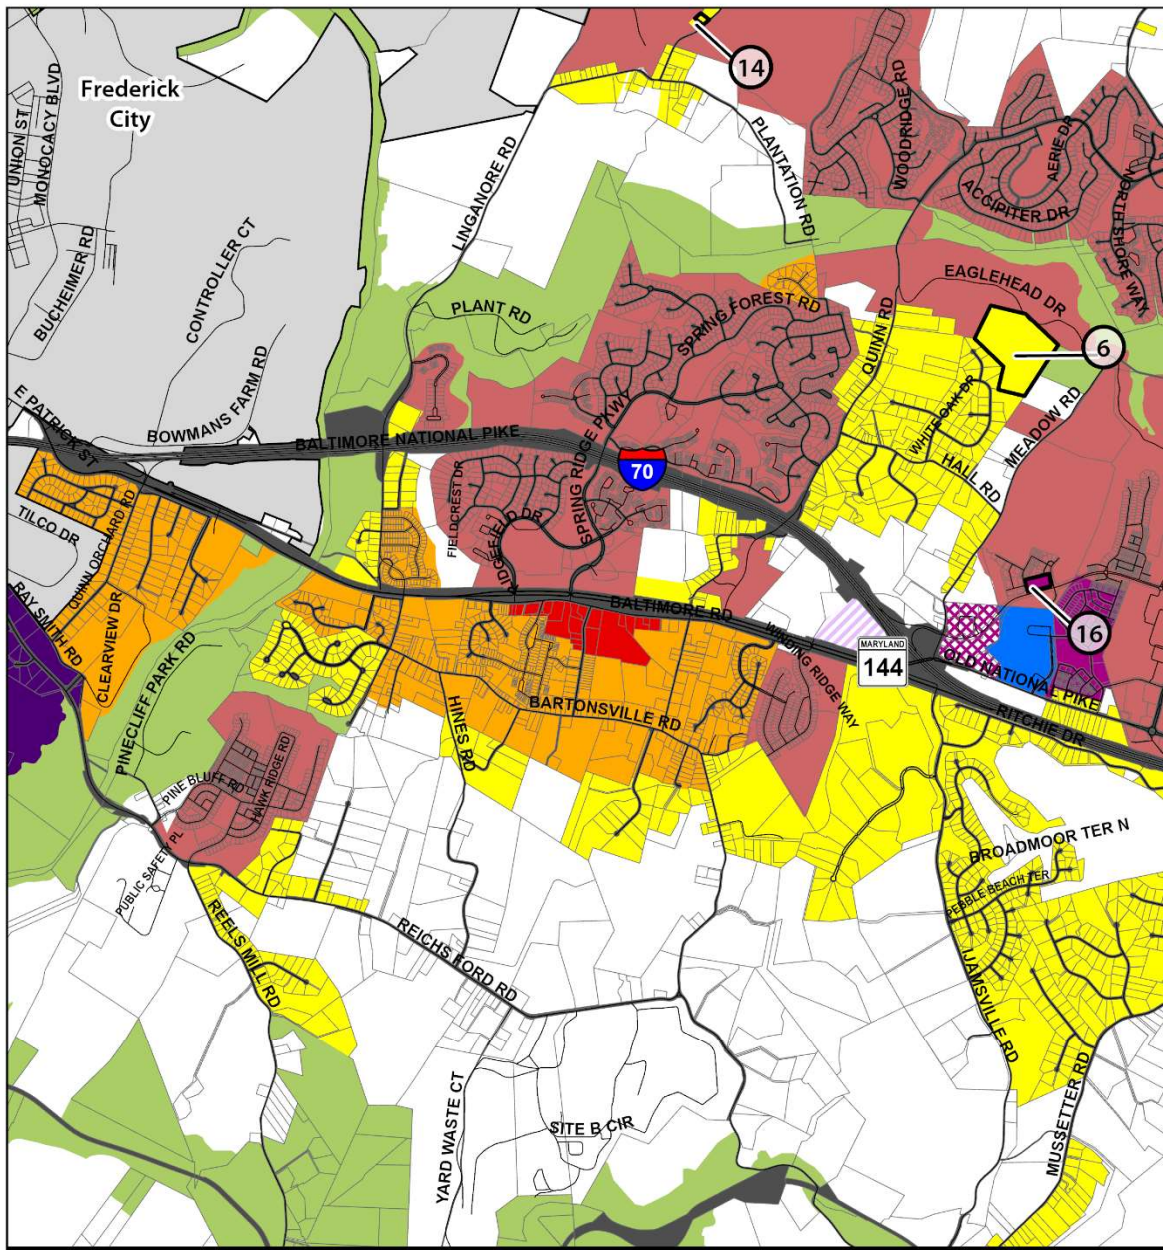 Frederick
City
UNION ST
MONOCACY BLVD
BUCHEIMER RD
CONTROLLER CT
BOWMANS FARM RD
E PATRICK ST
LINGANORE RD
PLANT RD
14
PLANTATION RD
WOODRIDGE RD
AERIE DR
ACCIPITER DR
NORTH SHORE WAY
EAGLEHEAD DR
SPRING FOREST RD
QUINN RD
6
WHITE OAK DR
MEADOW RD
HALL RD
BALTIMORE NATIONAL PIKE
SPRING RIDGE PKWY
70
FIELDCREST DR
RIDGEFIELD DR
TILCO DR
QUINN ORCHARD RD
RAY SMITH RD
CLEARVIEW DR
PINECLIFF PARK RD
BALTIMORE RD
WINDING RIDGE WAY
MARYLAND
144
16
OLD NATIONAL PIKE
RITCHIE DR
HINES RD
BARTONSVILLE RD
PINE BLUFF RD
HAWK RIDGE RD
PUBLIC SAFETY PL
BROADMOOR TER N
PEBBLE BEACH TER
REELS MILL RD
REICHS FORD RD
IJAMSVILLE RD
MUSSETTER RD
YARD WASTE CT
SITE B CIR